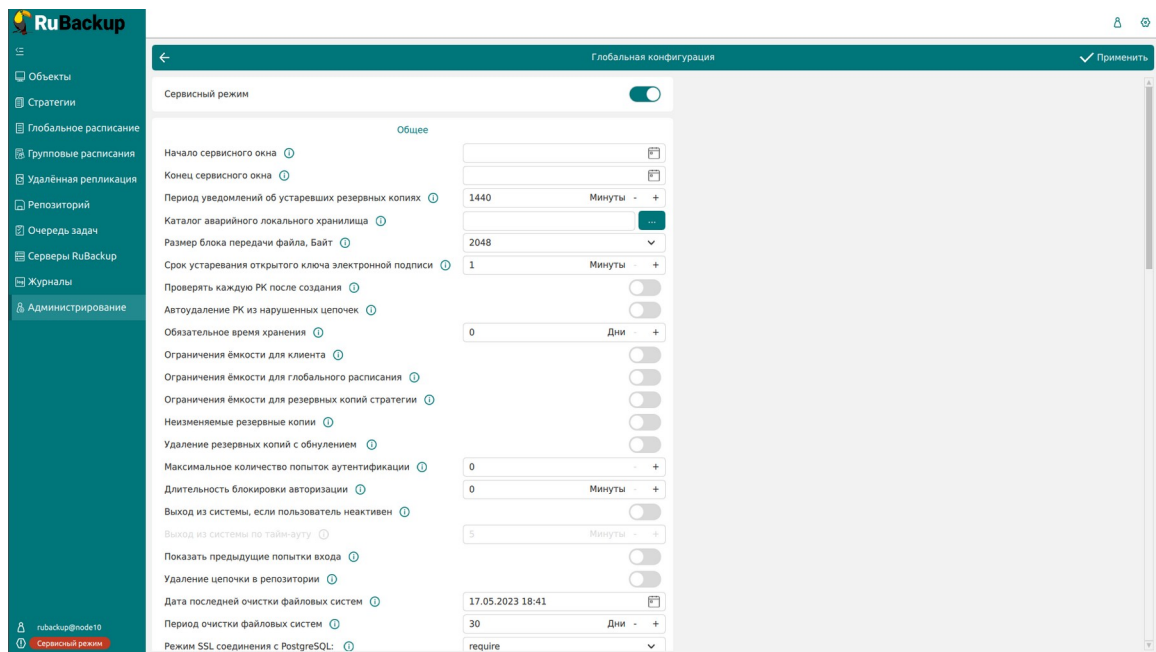 RuBackup
Глобальная конфигурация
Применить
Объекты
Стратегии
Глобальное расписание
Групповые расписания
Удалённая репликация
Репозиторий
Очередь задач
Серверы RuBackup
Журналы
Администрирование
rubackup@node10
Сервисный режим
Сервисный режим
Общее
Начало сервисного окна
Конец сервисного окна
Период уведомлений об устаревших резервных копиях 1440 Минуты - +
Каталог аварийного локального хранилища ...
Размер блока передачи файла, Байт 2048
Срок устаревания открытого ключа электронной подписи 1 Минуты - +
Проверять каждую РК после создания
Автоудаление РК из нарушенных цепочек
Обязательное время хранения 0 Дни - +
Ограничения ёмкости для клиента
Ограничения ёмкости для глобального расписания
Ограничения ёмкости для резервных копий стратегии
Неизменяемые резервные копии
Удаление резервных копий с обнулением
Максимальное количество попыток аутентификации 0 - +
Длительность блокировки авторизации 0 Минуты - +
Выход из системы, если пользователь неактивен
Выход из системы по тайм-ауту 5 Минуты - +
Показать предыдущие попытки входа
Удаление цепочки в репозитории
Дата последней очистки файловых систем 17.05.2023 18:41
Период очистки файловых систем 30 Дни - +
Режим SSL соединения с PostgreSQL: require